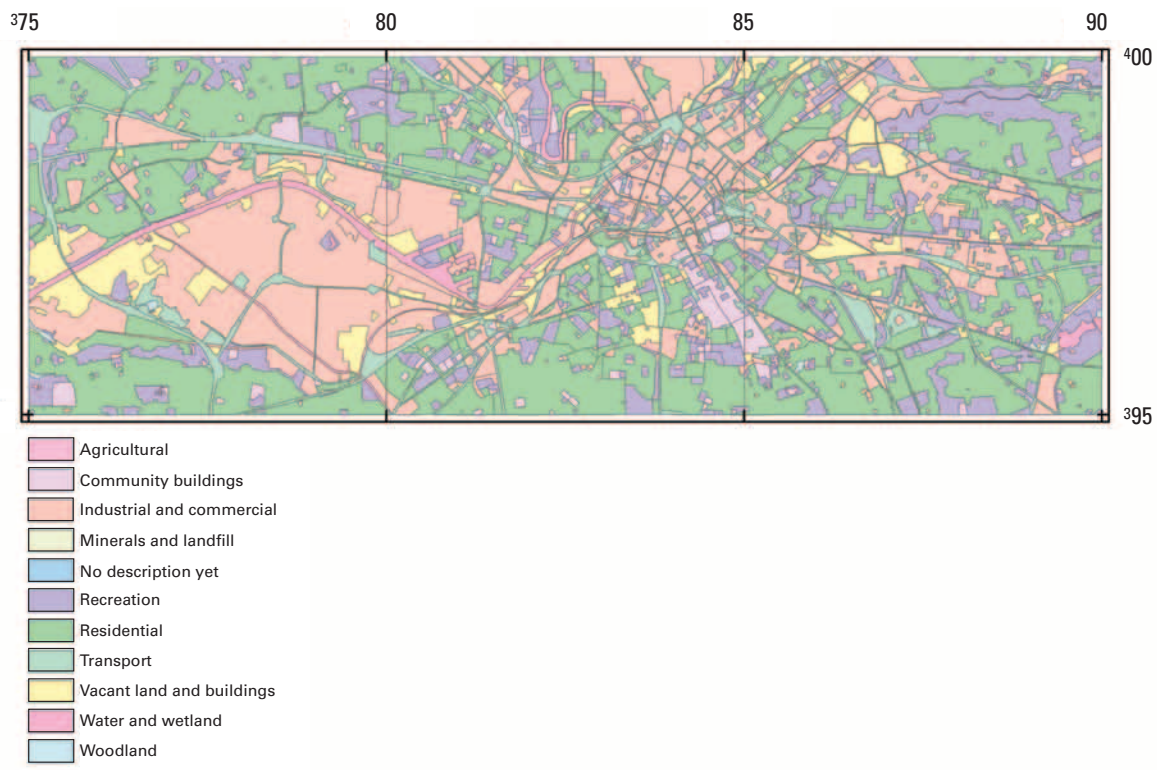 ³75 80 85 90
⁴00
³95
Agricultural
Community buildings
Industrial and commercial
Minerals and landfill
No description yet
Recreation
Residential
Transport
Vacant land and buildings
Water and wetland
Woodland